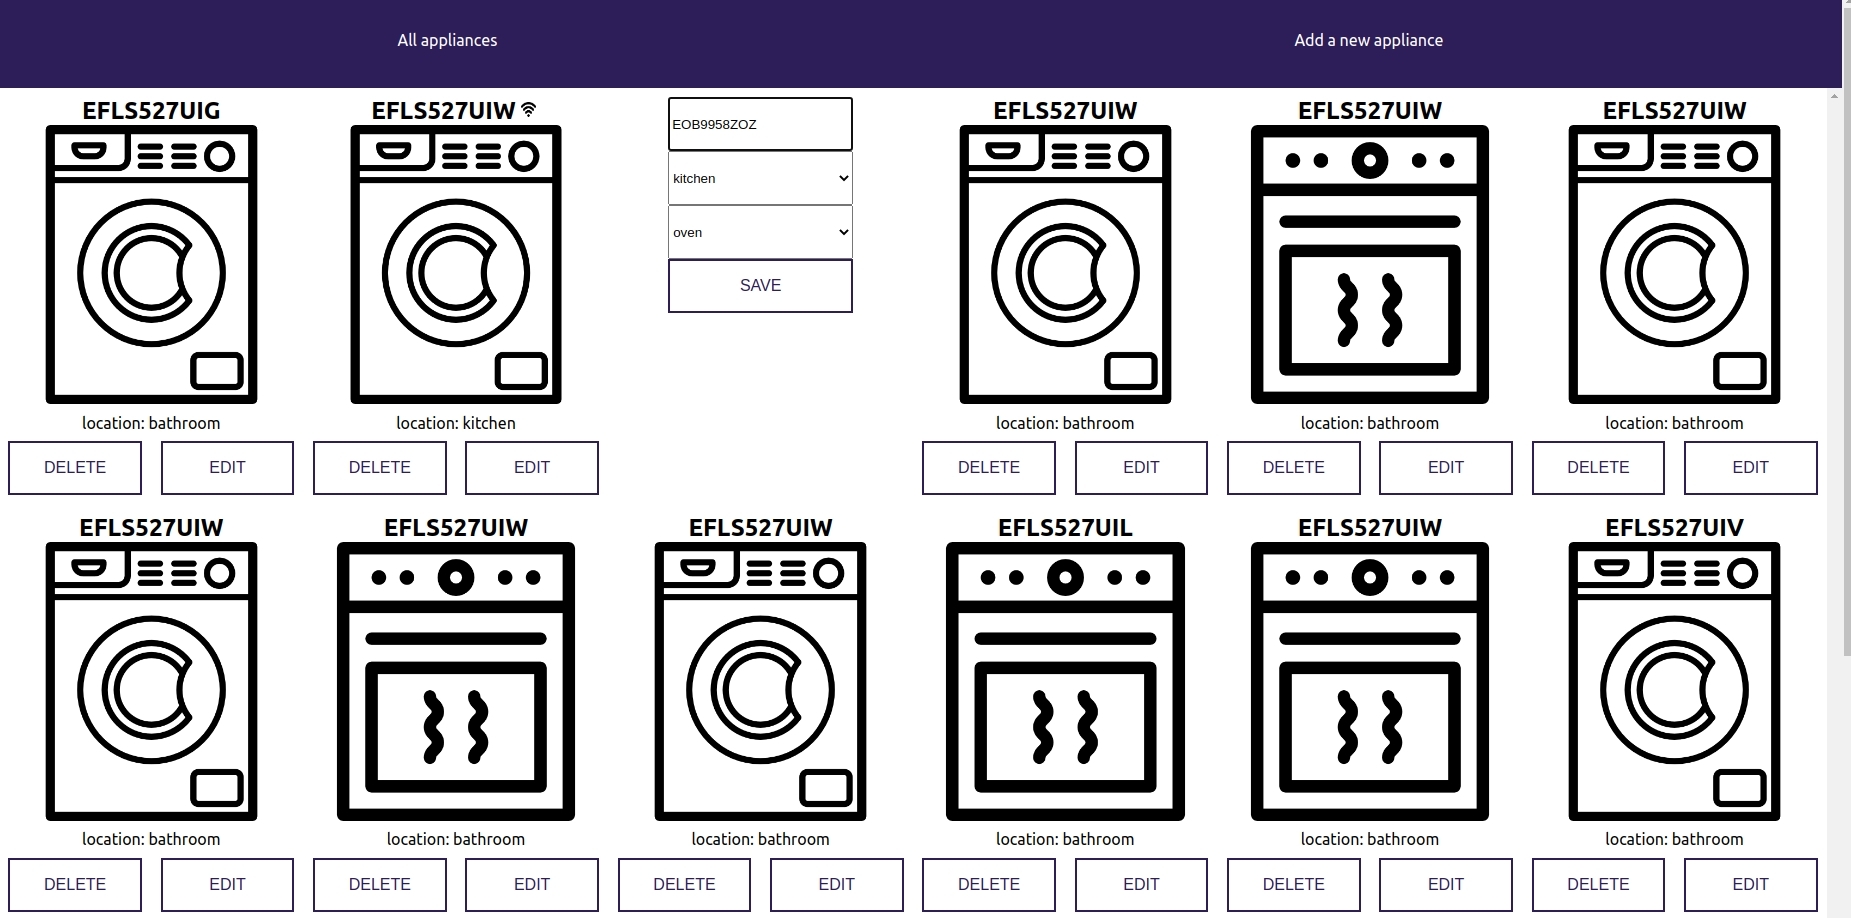 All appliances
Add a new appliance
EFLS527UIG
EFLS527UIW
EOB9958ZOZ
kitchen
oven
SAVE
EFLS527UIW
EFLS527UIW
EFLS527UIW
location: bathroom
location: kitchen
location: bathroom
location: bathroom
location: bathroom
DELETE
EDIT
DELETE
EDIT
DELETE
EDIT
DELETE
EDIT
DELETE
EDIT
EFLS527UIW
EFLS527UIW
EFLS527UIW
EFLS527UIL
EFLS527UIW
EFLS527UIV
location: bathroom
location: bathroom
location: bathroom
location: bathroom
location: bathroom
location: bathroom
DELETE
EDIT
DELETE
EDIT
DELETE
EDIT
DELETE
EDIT
DELETE
EDIT
DELETE
EDIT